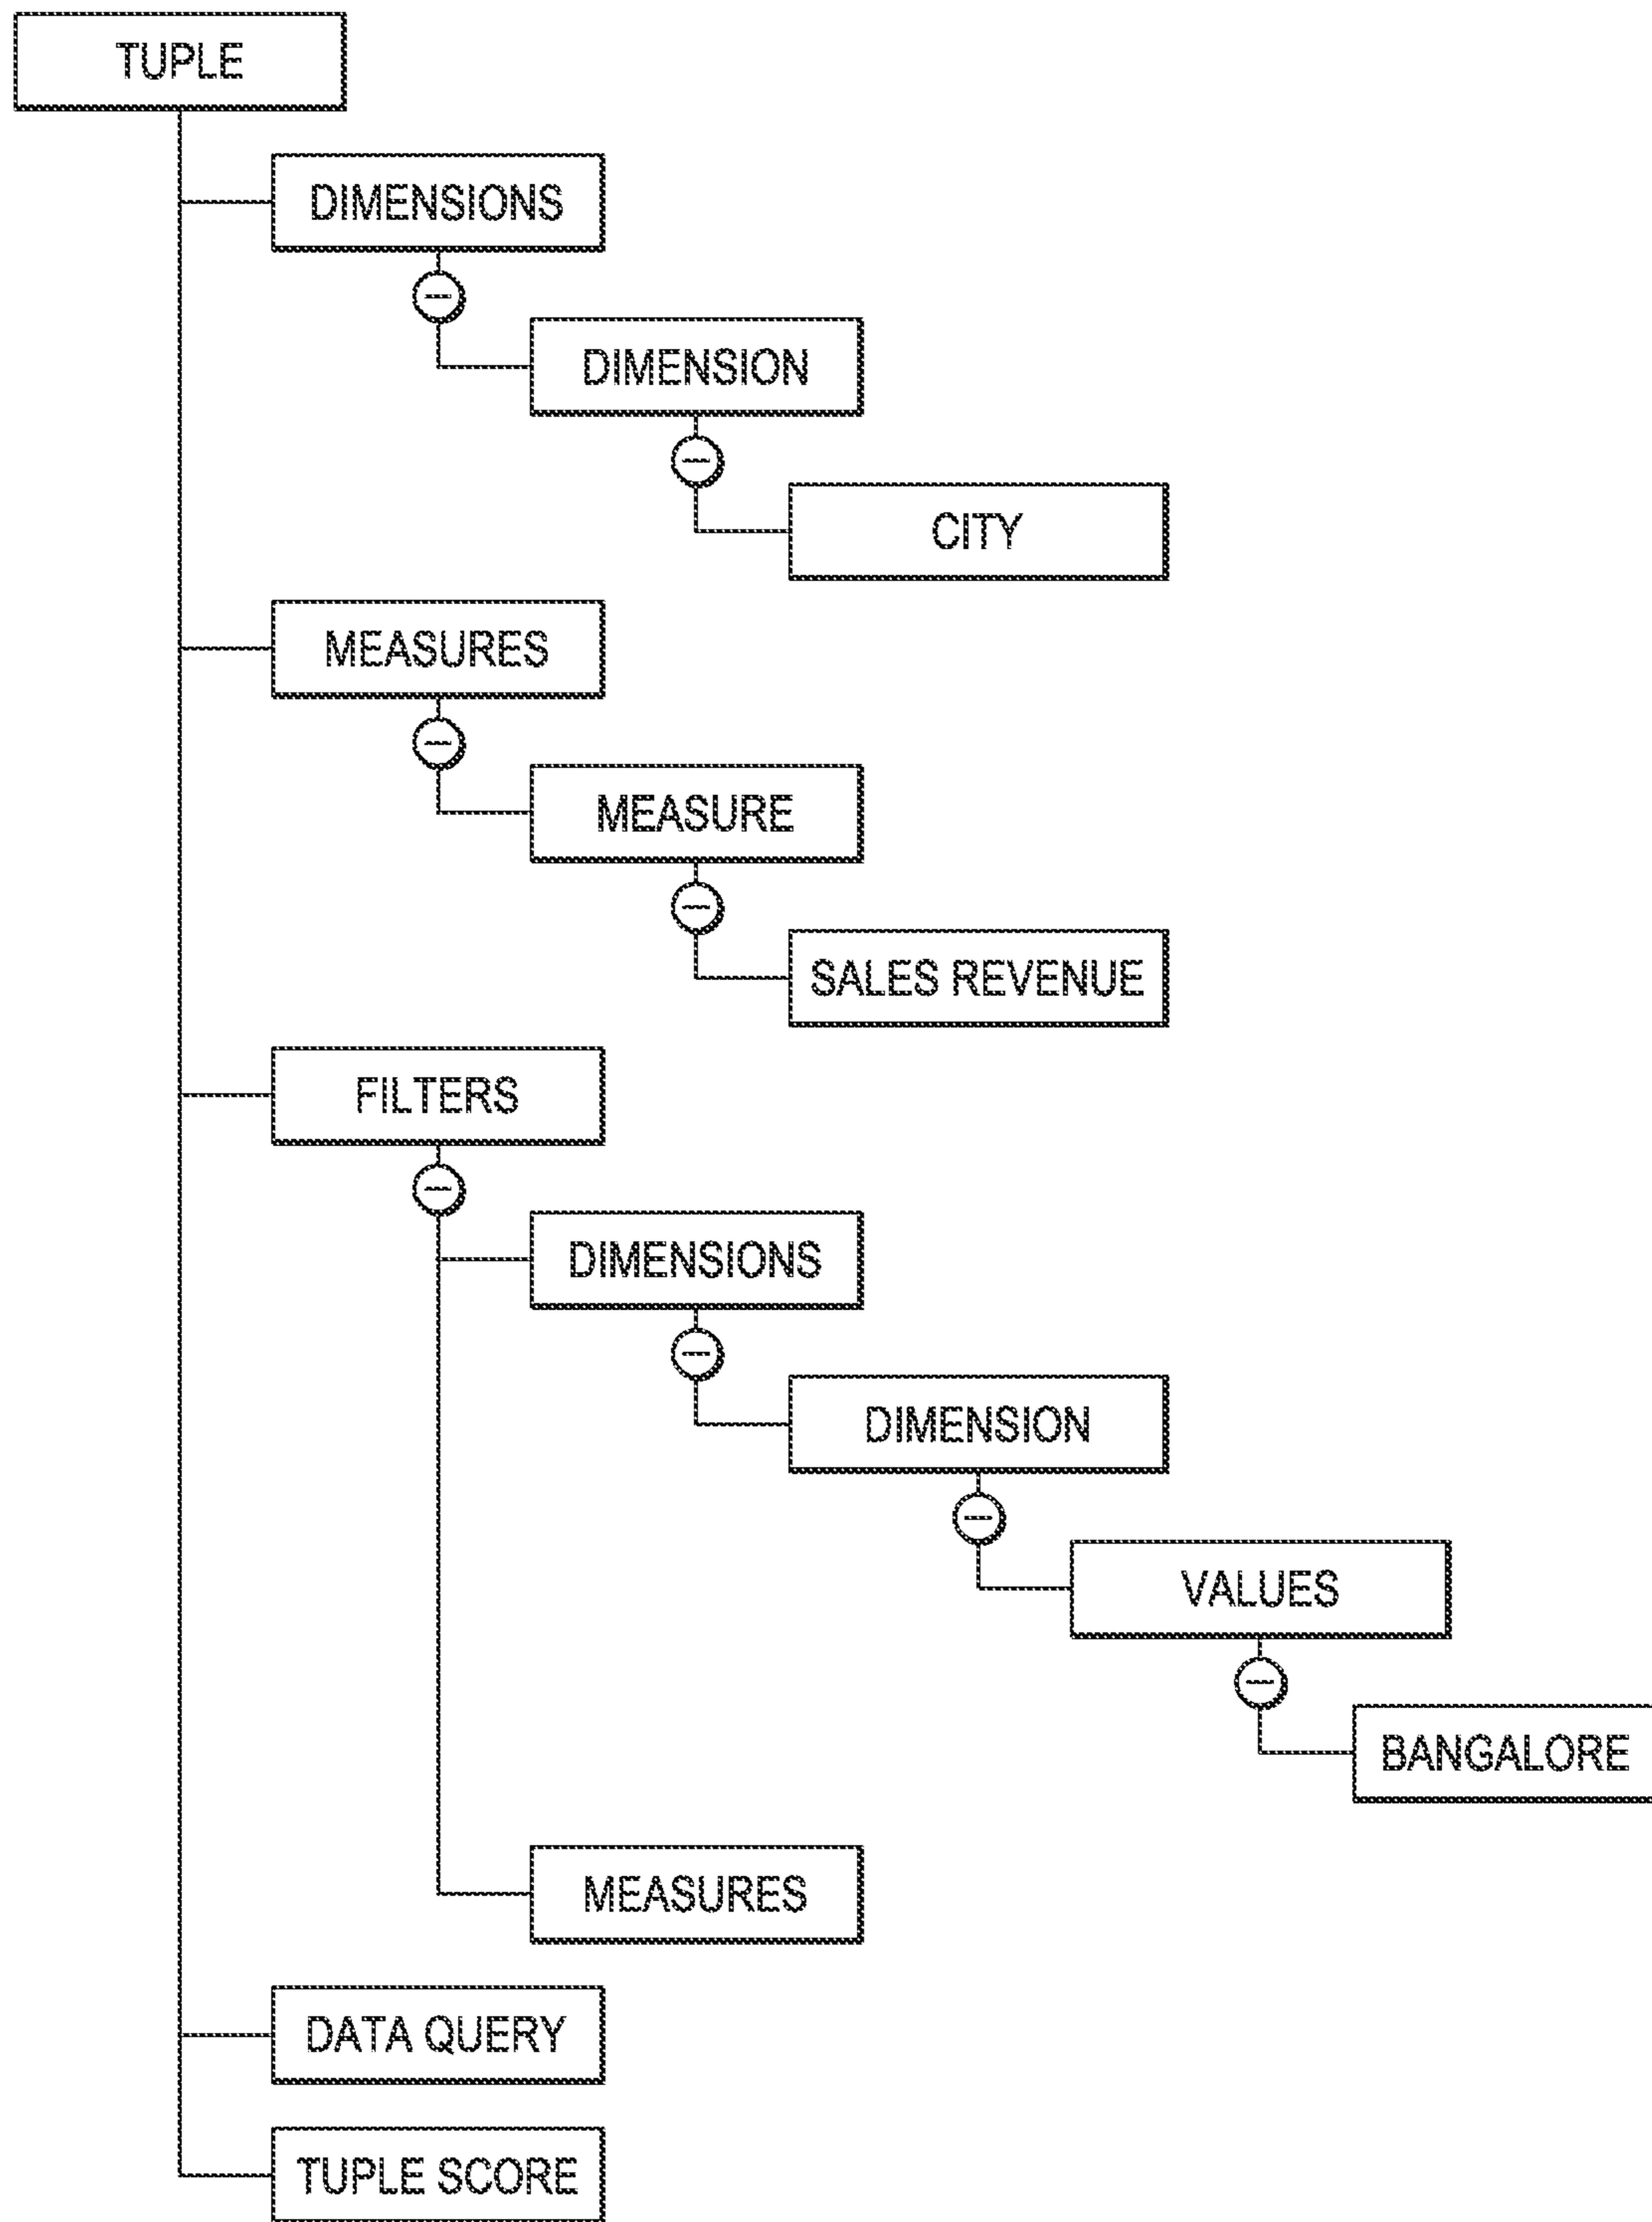 TUPLE
DIMENSIONS
DIMENSION
CITY
MEASURES
MEASURE
SALES REVENUE
FILTERS
DIMENSIONS
DIMENSION
VALUES
BANGALORE
MEASURES
DATA QUERY
TUPLE SCORE